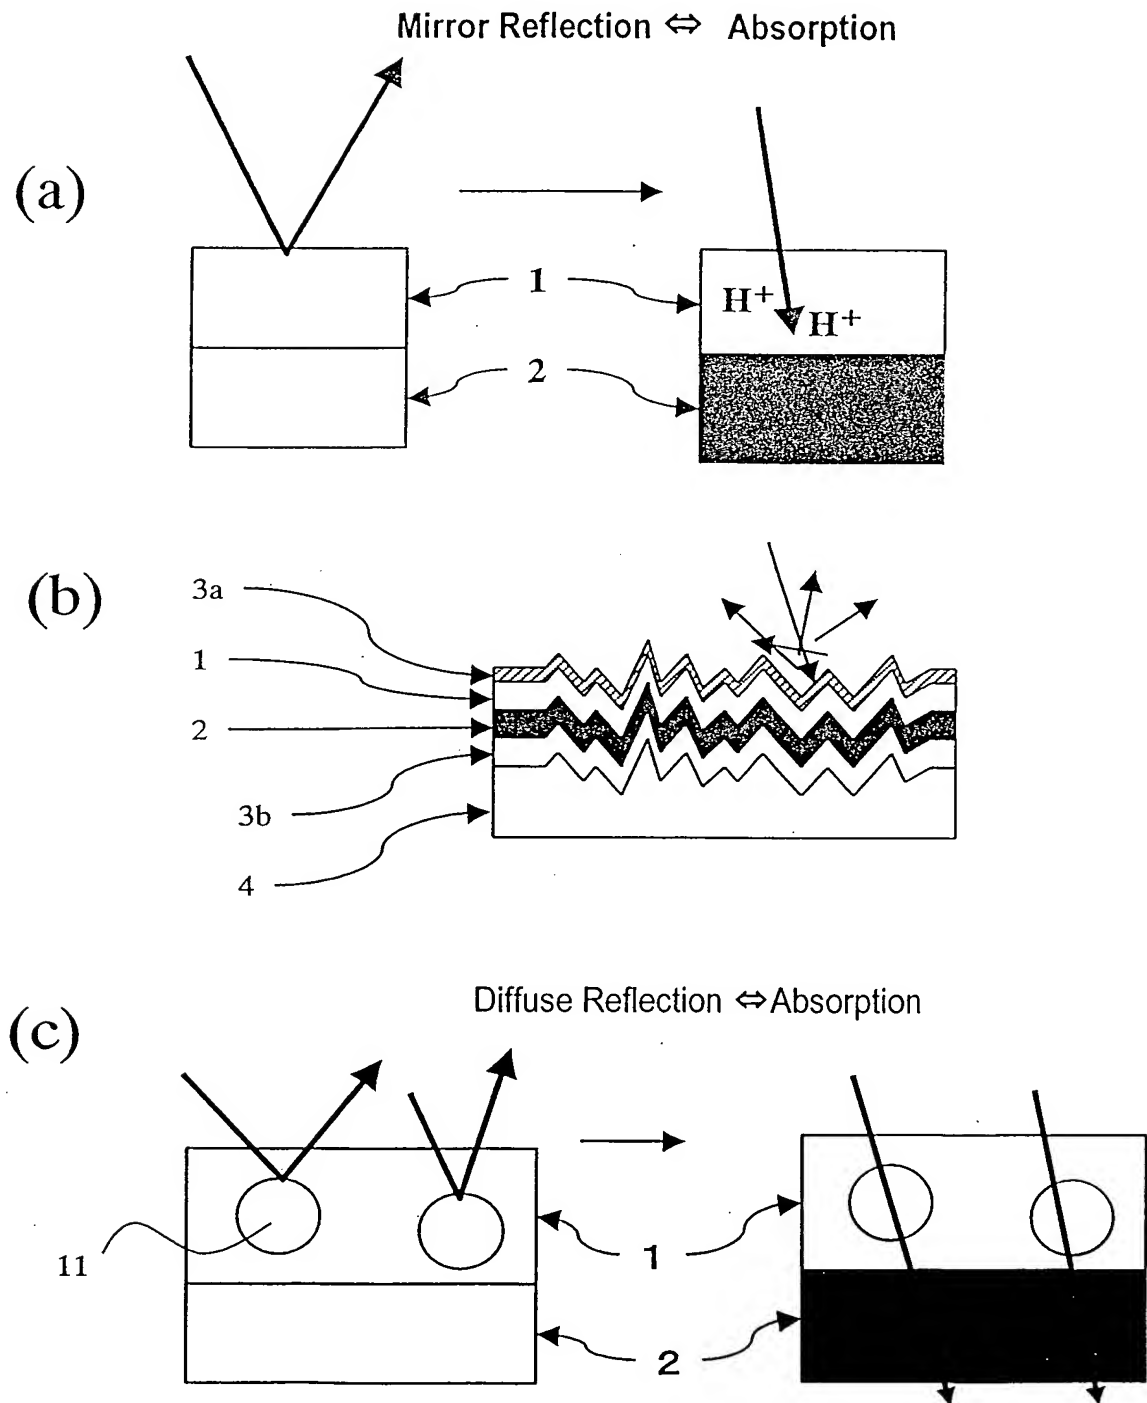 Mirror Reflection ⇔ Absorption
(a)
1
H⁺
H⁺
2
(b)
3a
1
2
3b
4
Diffuse Reflection ⇔ Absorption
(c)
11
1
2